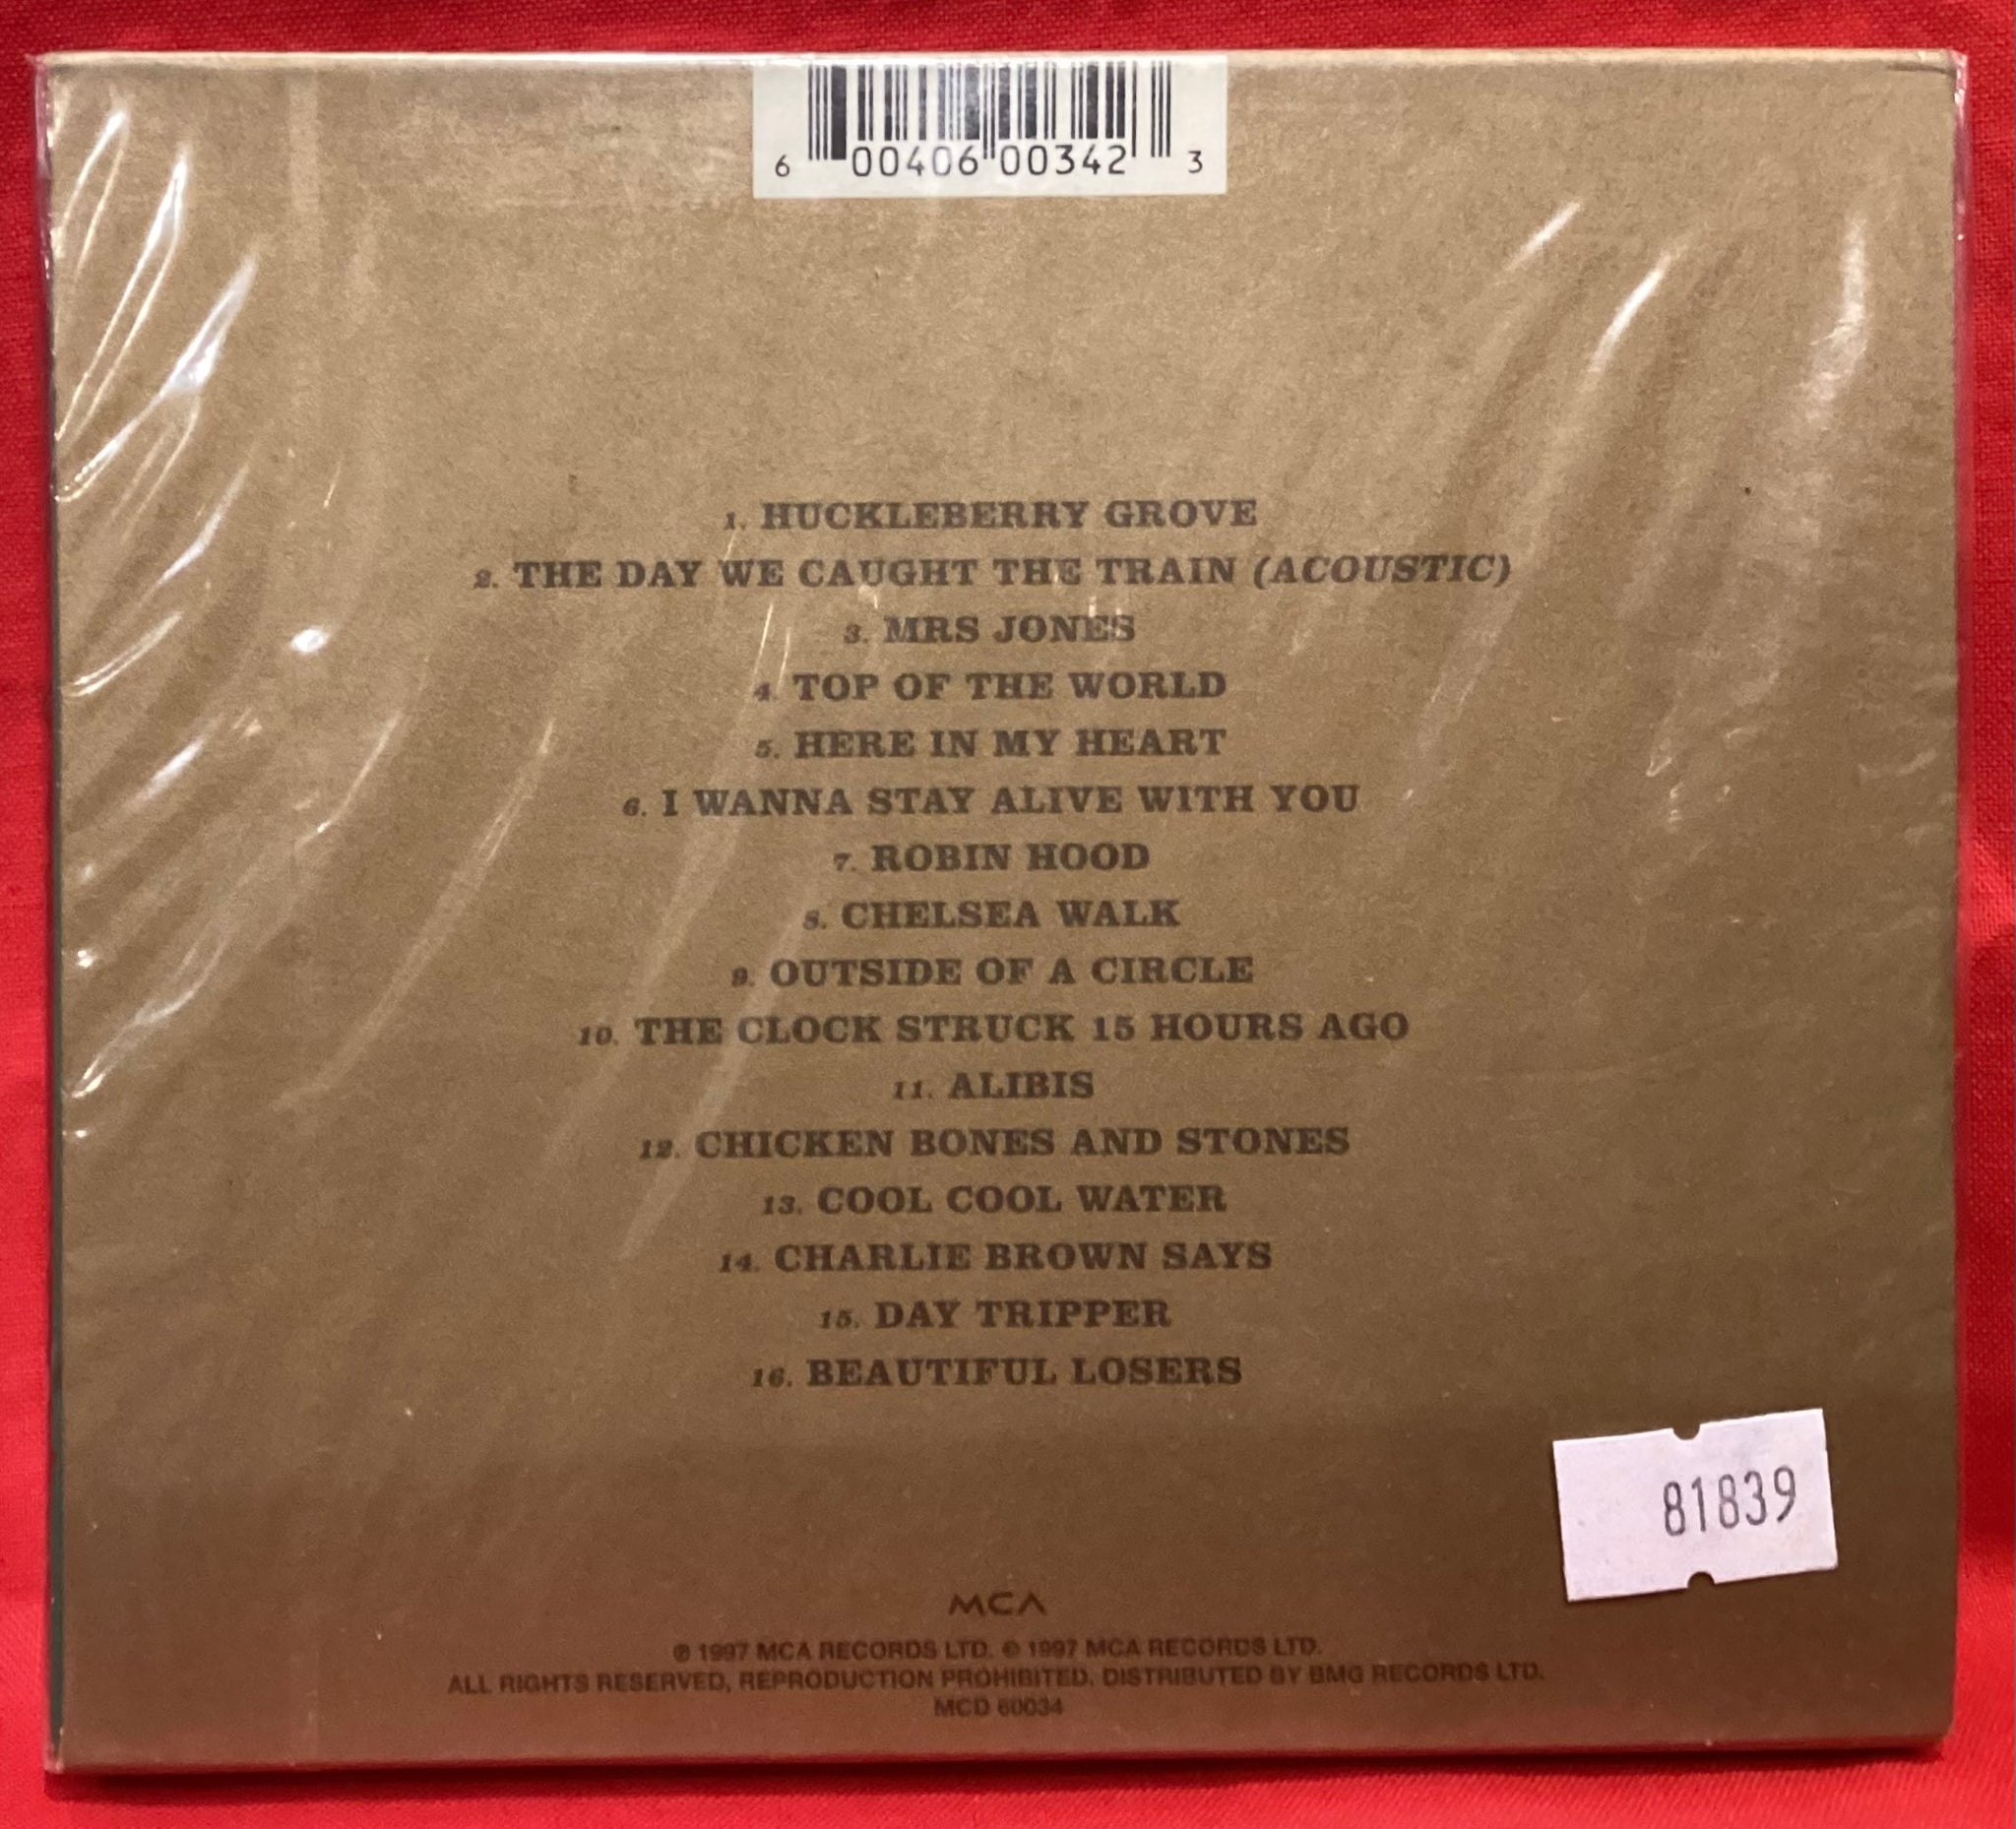 6 00406 00342 3
1. HUCKLEBERRY GROVE
2. THE DAY WE CAUGHT THE TRAIN (ACOUSTIC)
3. MRS JONES
4. TOP OF THE WORLD
5. HERE IN MY HEART
6. I WANNA STAY ALIVE WITH YOU
7. ROBIN HOOD
8. CHELSEA WALK
9. OUTSIDE OF A CIRCLE
10. THE CLOCK STRUCK 15 HOURS AGO
11. ALIBIS
12. CHICKEN BONES AND STONES
13. COOL COOL WATER
14. CHARLIE BROWN SAYS
15. DAY TRIPPER
16. BEAUTIFUL LOSERS
81839
MCA
℗ 1997 MCA RECORDS LTD. © 1997 MCA RECORDS LTD.
ALL RIGHTS RESERVED, REPRODUCTION PROHIBITED. DISTRIBUTED BY BMG RECORDS LTD.
MCD 60034